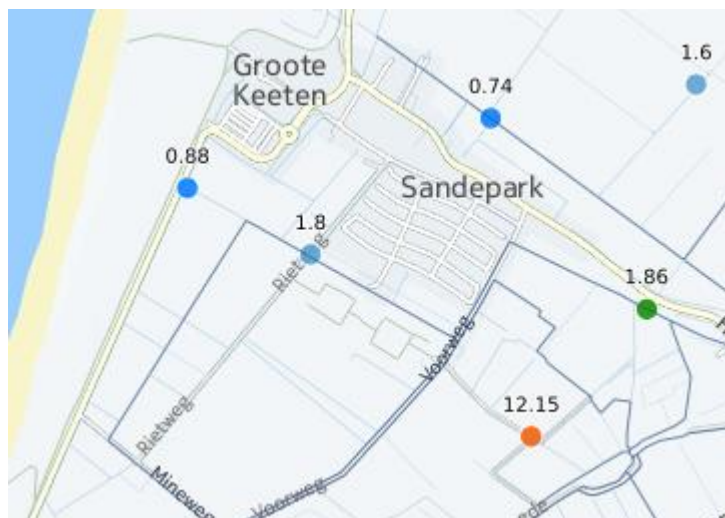 Groote
Keeten
1.6
0.74
0.88
Sandepark
1.8
Rietweg
1.86
Voorweg
12.15
Rietweg
Mineweg
Voorweg